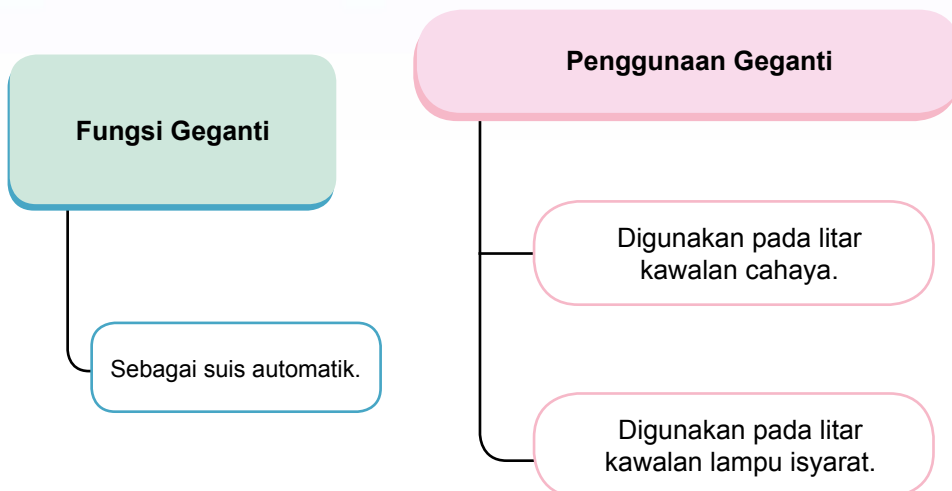 Fungsi Geganti
Sebagai suis automatik.
Penggunaan Geganti
Digunakan pada litar
kawalan cahaya.
Digunakan pada litar
kawalan lampu isyarat.